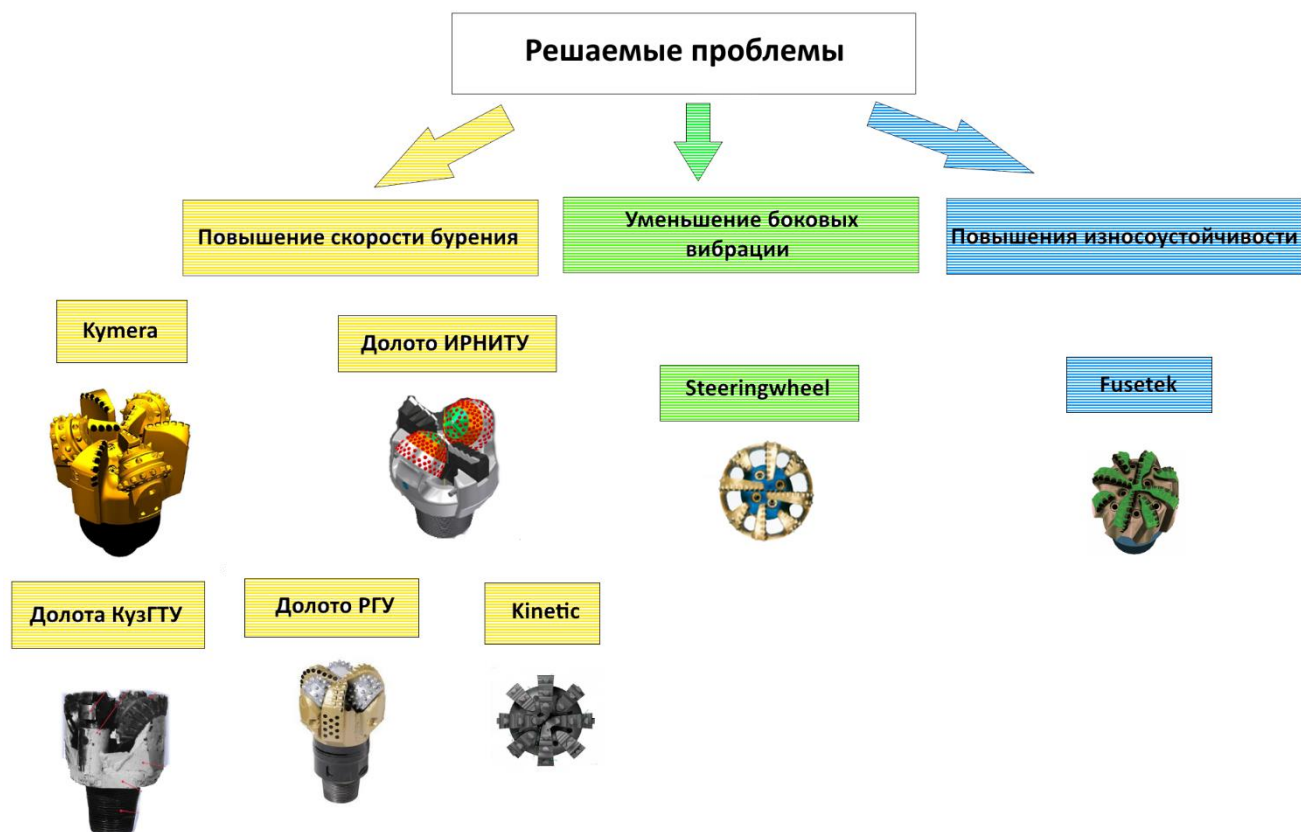 Решаемые проблемы
Повышение скорости бурения
Уменьшение боковых
вибрации
Повышения износоустойчивости
Kymera
Долото ИРНИТУ
Steeringwheel
Fusetek
Долота КузГТУ
Долото РГУ
Kinetic